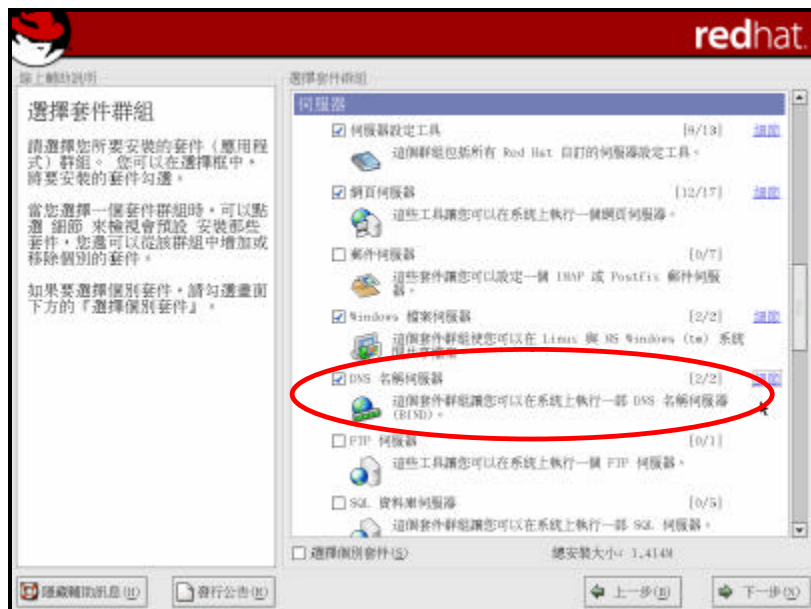 redhat.
線上輔助說明
選擇套件群組
選擇套件群組
請選擇您所要安裝的套件（應用程
式）群組。 您可以在選擇框中，
將要安裝的套件勾選。
當您選擇一個套件群組時，可以點
選 細節 來檢視會預設 安裝那些
套件，您還可以從該群組中增加或
移除個別的套件。
如果要選擇個別套件，請勾選畫面
下方的『選擇個別套件』。
伺服器
伺服器設定工具 [9/13] 細節
這個群組包括所有 Red Hat 自訂的伺服器設定工具。
網頁伺服器 [12/17] 細節
這些工具讓您可以在系統上執行一個網頁伺服器。
郵件伺服器 [0/7]
這些套件讓您可以設定一個 IMAP 或 Postfix 郵件伺服
器。
Windows 檔案伺服器 [2/2] 細節
這個套件群組使您可以在 Linux 與 MS Windows (tm) 系統
間共享檔案。
DNS 名稱伺服器 [2/2] 細節
這個套件群組讓您可以在系統上執行一部 DNS 名稱伺服器
(BIND)。
FTP 伺服器 [0/1]
這些工具讓您可以在系統上執行一個 FTP 伺服器。
SQL 資料庫伺服器 [0/5]
這個套件群組讓您可以在系統上執行一部 SQL 伺服器。
選擇個別套件(S) 總安裝大小: 1,414M
隱藏輔助訊息(H) 發行公告(R) 上一步(B) 下一步(N)